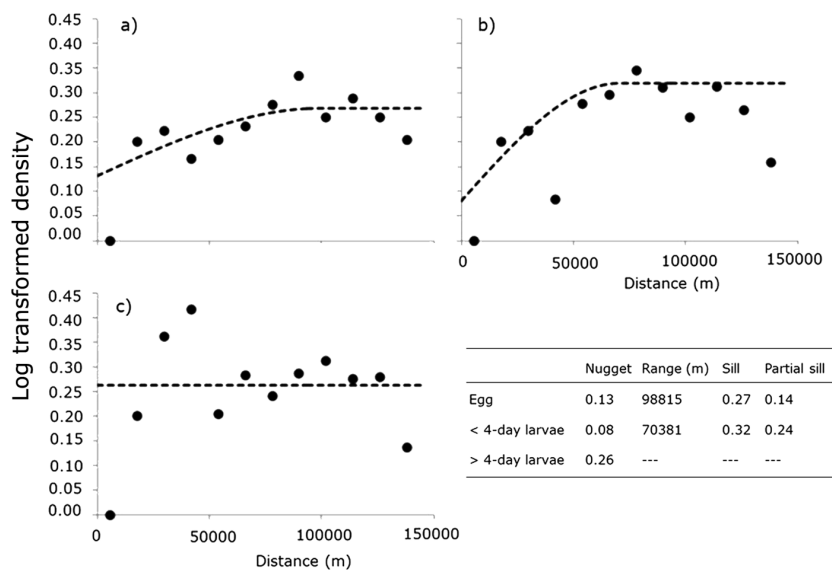 Log transformed density
a)
0.45
0.40
0.35
0.30
0.25
0.20
0.15
0.10
0.05
0.00
b)
0 50000 100000 150000
Distance (m)
c)
0.45
0.40
0.35
0.30
0.25
0.20
0.15
0.10
0.05
0.00
0 50000 100000 150000
Distance (m)
Nugget Range (m) Sill Partial sill
Egg 0.13 98815 0.27 0.14
< 4-day larvae 0.08 70381 0.32 0.24
> 4-day larvae 0.26 --- --- ---